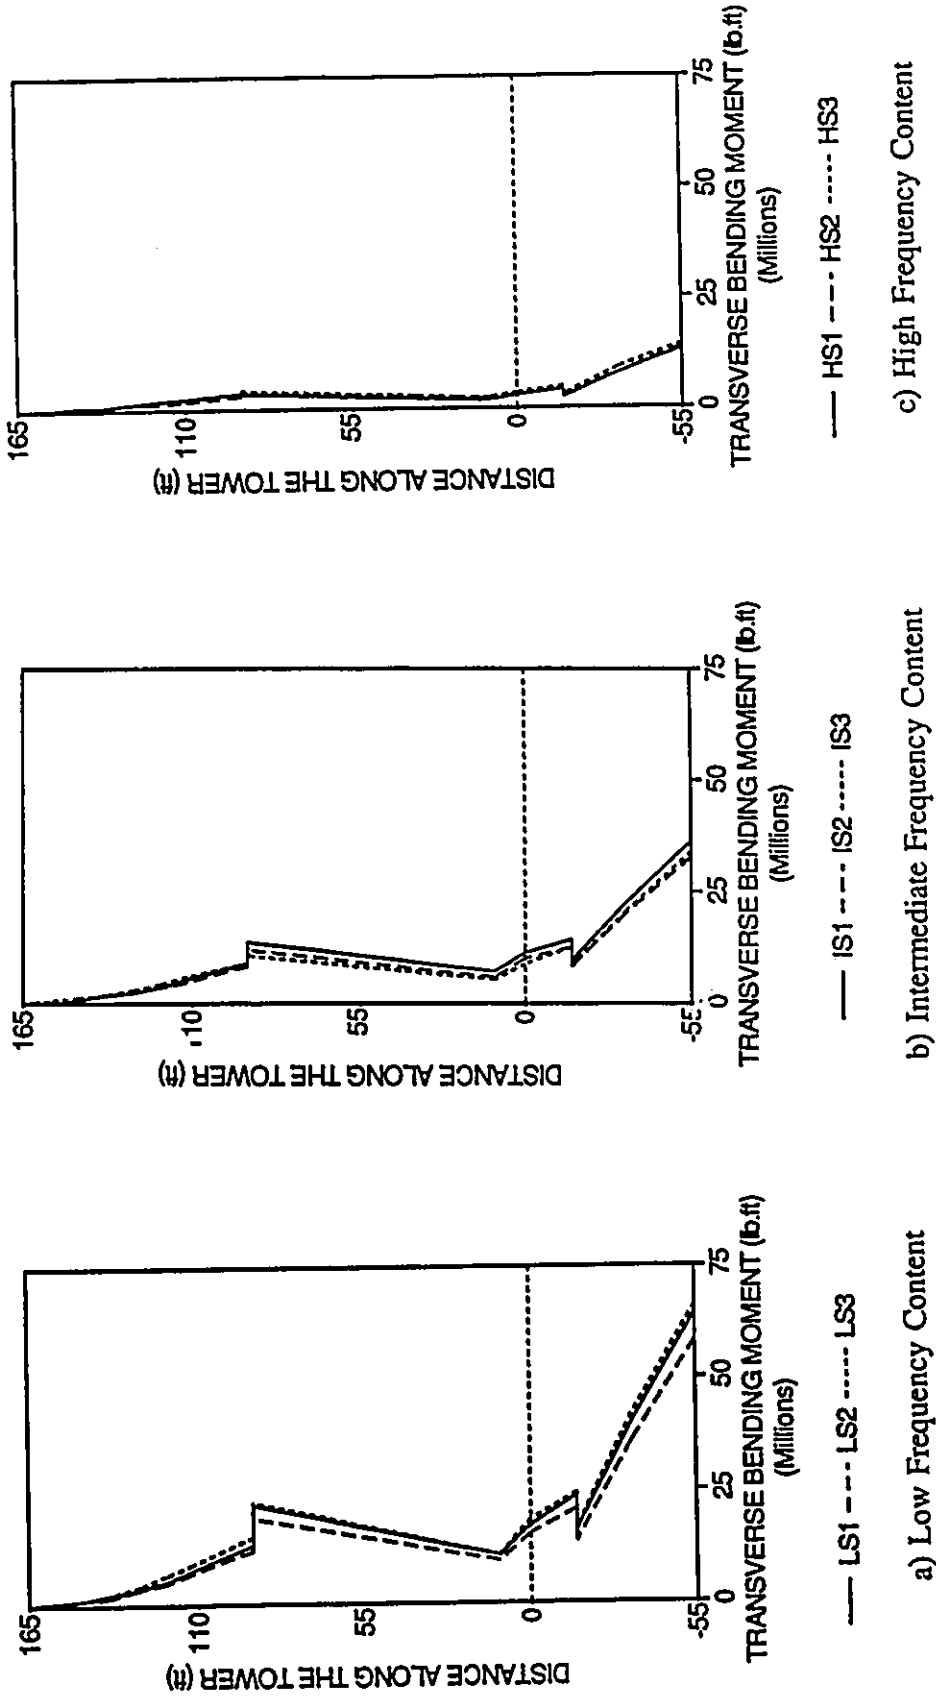 165
110
55
0
-55
DISTANCE ALONG THE TOWER (ft)
0
25
50
75
TRANSVERSE BENDING MOMENT (lb.ft)
(Millions)
LS1 LS2 LS3
a) Low Frequency Content
165
110
55
0
-55
DISTANCE ALONG THE TOWER (ft)
0
25
50
75
TRANSVERSE BENDING MOMENT (lb.ft)
(Millions)
IS1 IS2 IS3
b) Intermediate Frequency Content
165
110
55
0
-55
DISTANCE ALONG THE TOWER (ft)
0
25
50
75
TRANSVERSE BENDING MOMENT (lb.ft)
(Millions)
HS1 HS2 HS3
c) High Frequency Content